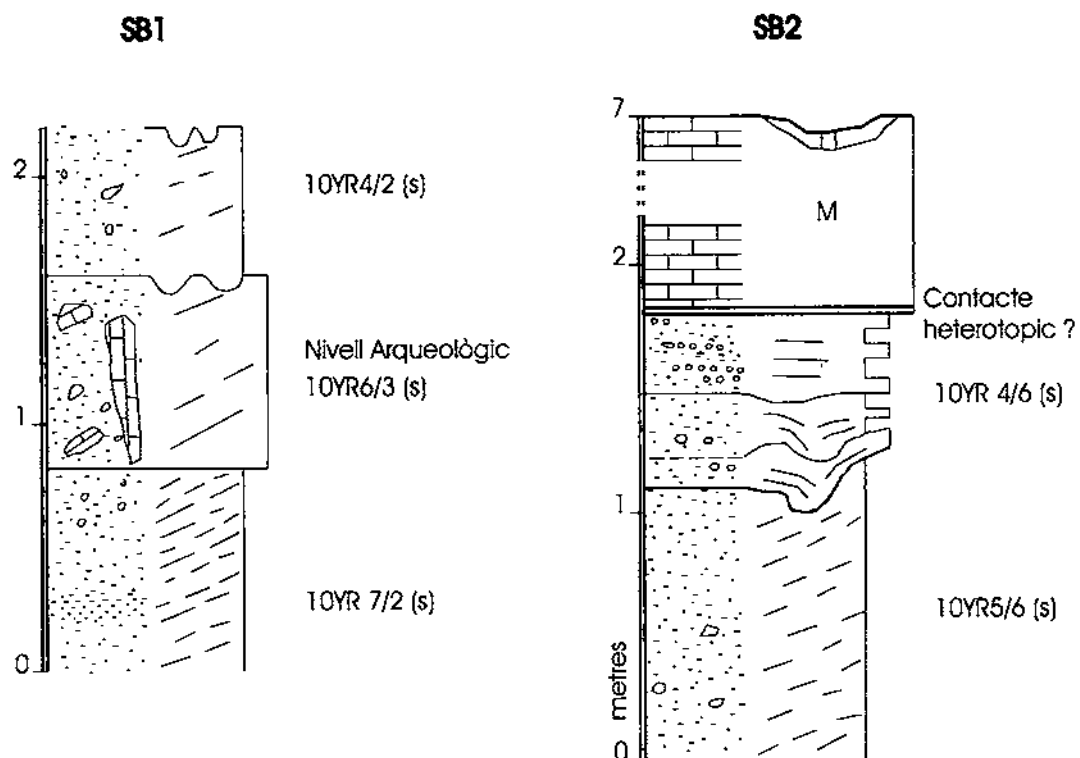 SB1
2
10YR4/2 (s)
Nivell Arqueològic
10YR6/3 (s)
1
10YR 7/2 (s)
0
SB2
7
M
2
Contacte
heterotopic ?
10YR 4/6 (s)
1
10YR5/6 (s)
metres
0